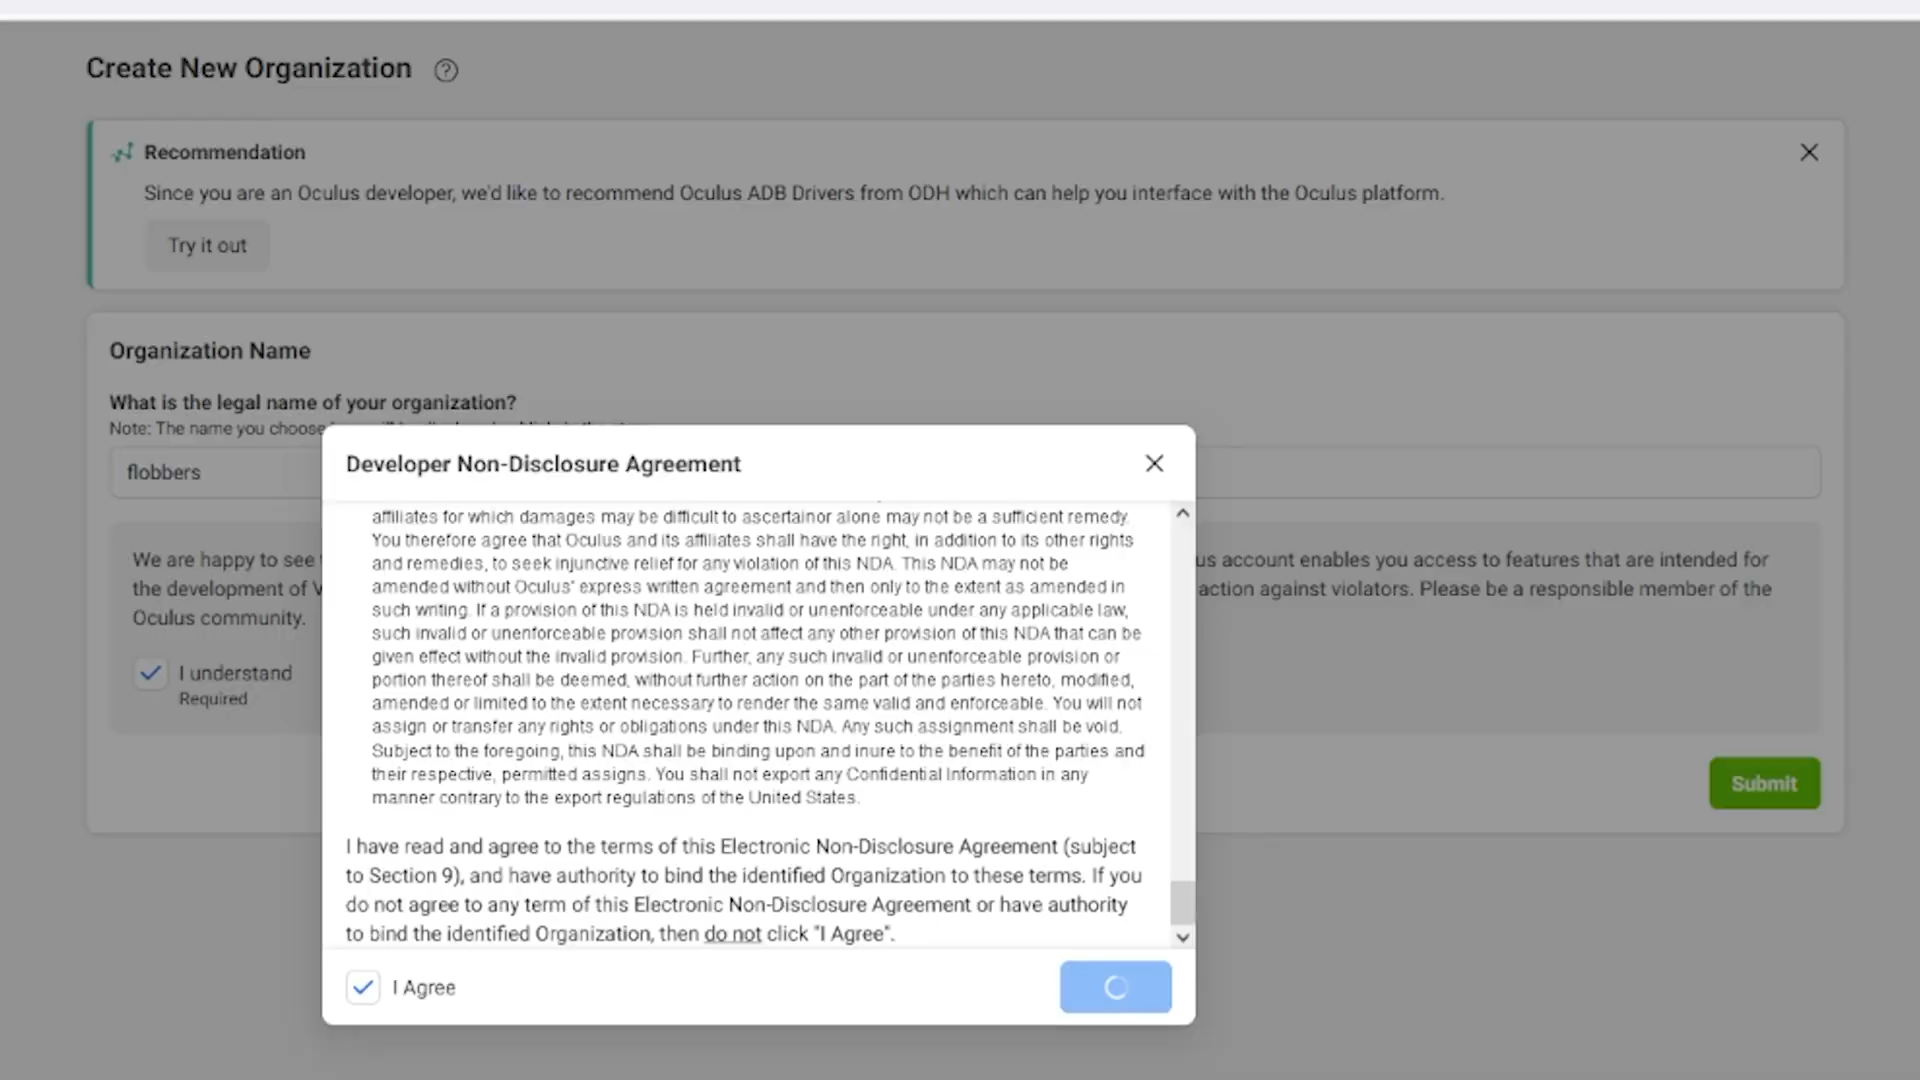 Create New Organization
Recommendation
Since you are an Oculus developer, we'd like to recommend Oculus ADB Drivers from ODH which can help you interface with the Oculus platform.
Try it out
Organization Name
What is the legal name of your organization?
Note: The name you choose
flobbers
We are happy to see
us account enables you access to features that are intended for
the development of V
action against violators. Please be a responsible member of the
Oculus community.
I understand
Required
Submit
Developer Non-Disclosure Agreement
affiliates for which damages may be difficult to ascertainor alone may not be a sufficient remedy.
You therefore agree that Oculus and its affiliates shall have the right, in addition to its other rights
and remedies, to seek injunctive relief for any violation of this NDA. This NDA may not be
amended without Oculus' express written agreement and then only to the extent as amended in
such writing. If a provision of this NDA is held invalid or unenforceable under any applicable law,
such invalid or unenforceable provision shall not affect any other provision of this NDA that can be
given effect without the invalid provision. Further, any such invalid or unenforceable provision or
portion thereof shall be deemed, without further action on the part of the parties hereto, modified,
amended or limited to the extent necessary to render the same valid and enforceable. You will not
assign or transfer any rights or obligations under this NDA. Any such assignment shall be void.
Subject to the foregoing, this NDA shall be binding upon and inure to the benefit of the parties and
their respective, permitted assigns. You shall not export any Confidential Information in any
manner contrary to the export regulations of the United States.
I have read and agree to the terms of this Electronic Non-Disclosure Agreement (subject
to Section 9), and have authority to bind the identified Organization to these terms. If you
do not agree to any term of this Electronic Non-Disclosure Agreement or have authority
to bind the identified Organization, then do not click "I Agree".
I Agree